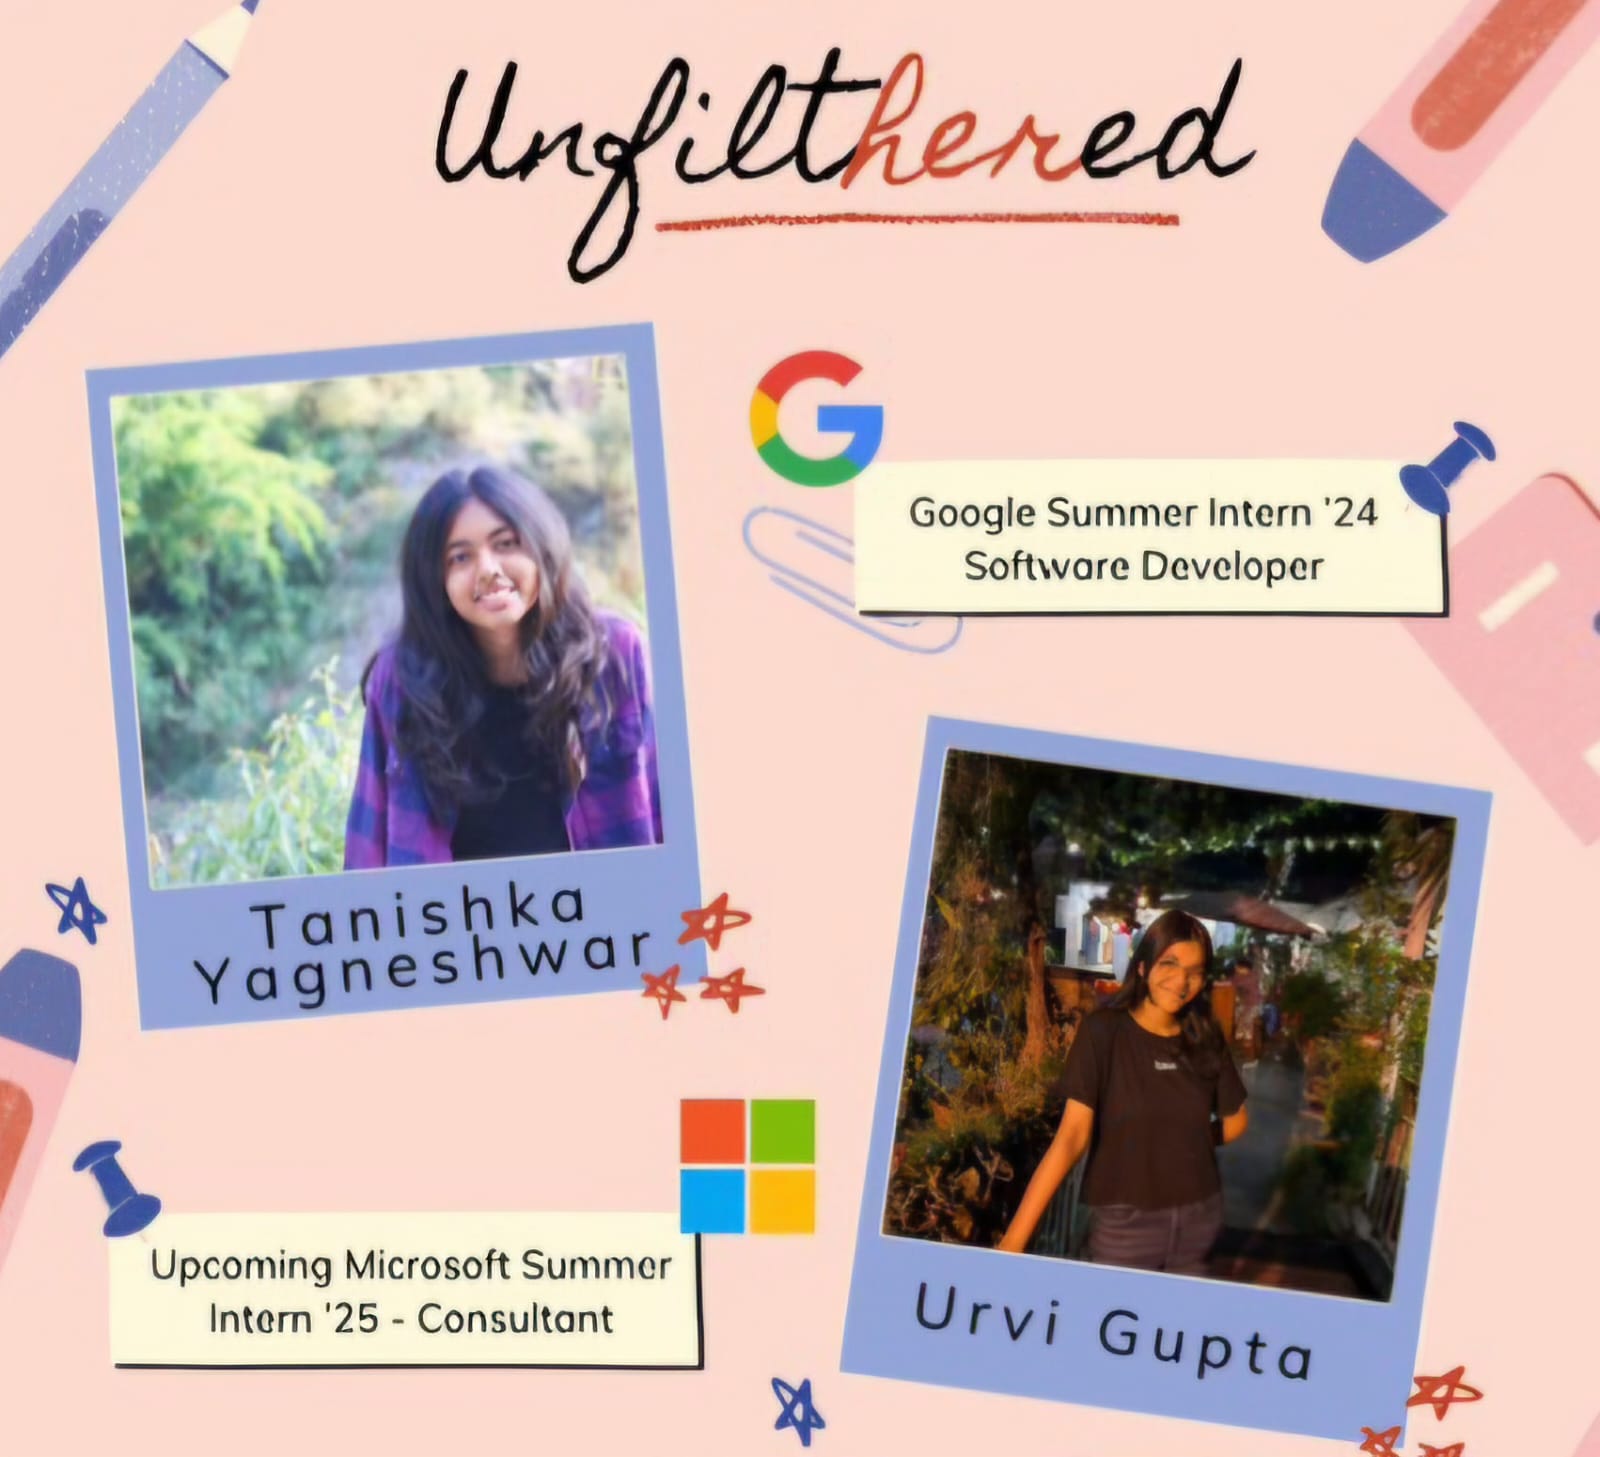 Unfilthered
Google Summer Intern '24
Software Developer
Tanishka
Yagneshwar
Upcoming Microsoft Summer
Intern '25 - Consultant
Urvi Gupta